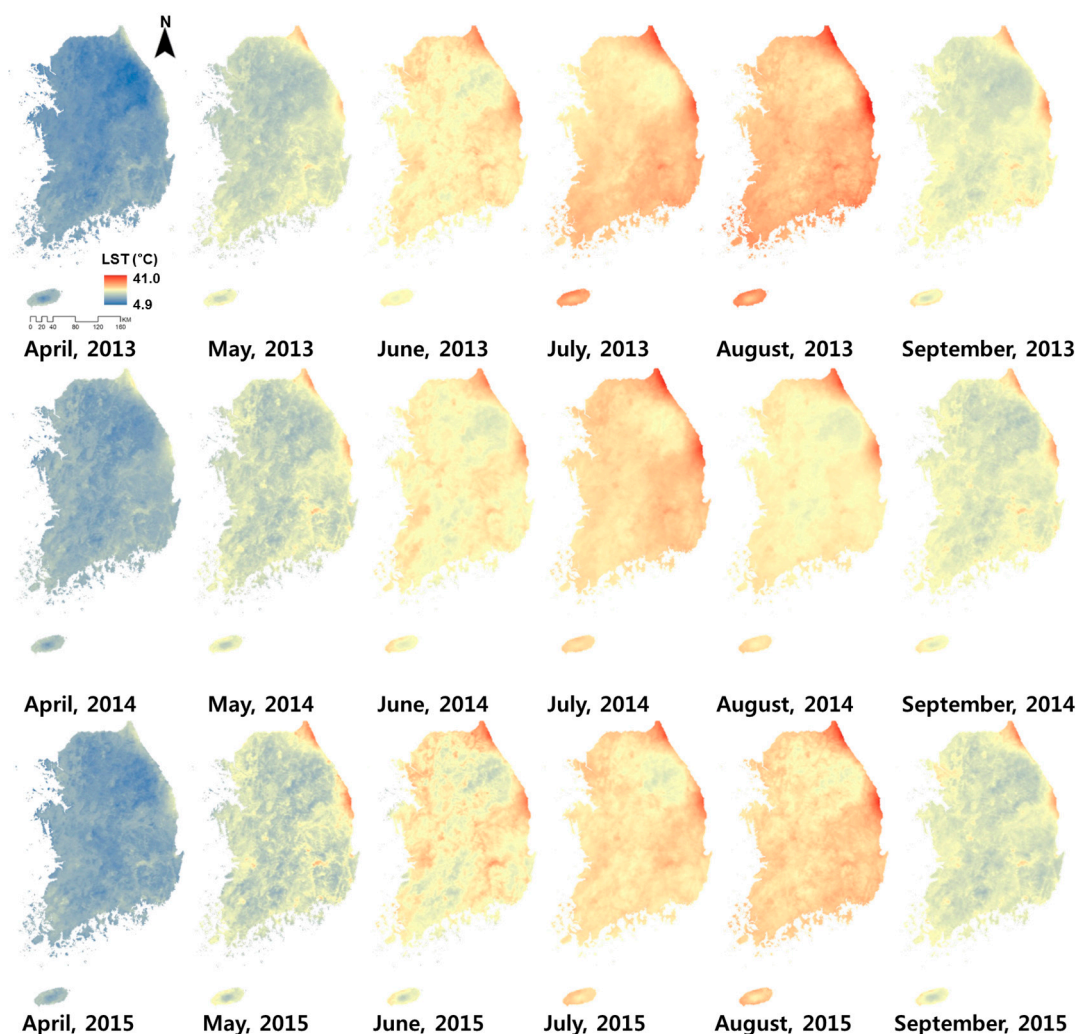 N
LST (°C)
41.0
4.9
0 20 40 80 120 160 KM
April, 2013 May, 2013 June, 2013 July, 2013 August, 2013 September, 2013
April, 2014 May, 2014 June, 2014 July, 2014 August, 2014 September, 2014
April, 2015 May, 2015 June, 2015 July, 2015 August, 2015 September, 2015